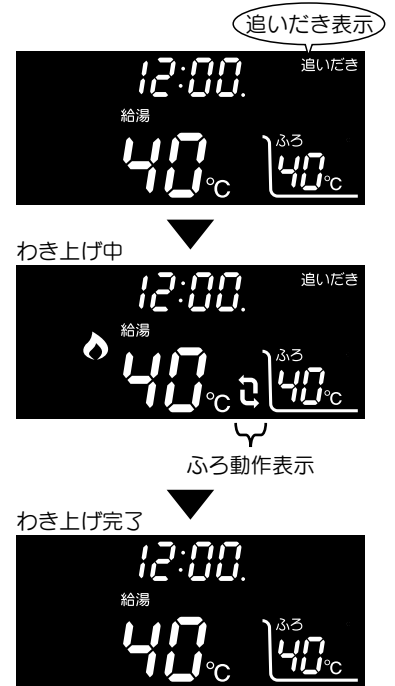 追いだき表示
12:00.
追いだき
給湯
ふろ
40℃
40℃
わき上げ中
12:00.
追いだき
給湯
ふろ
40℃
40℃
ふろ動作表示
わき上げ完了
12:00.
給湯
ふろ
40℃
40℃